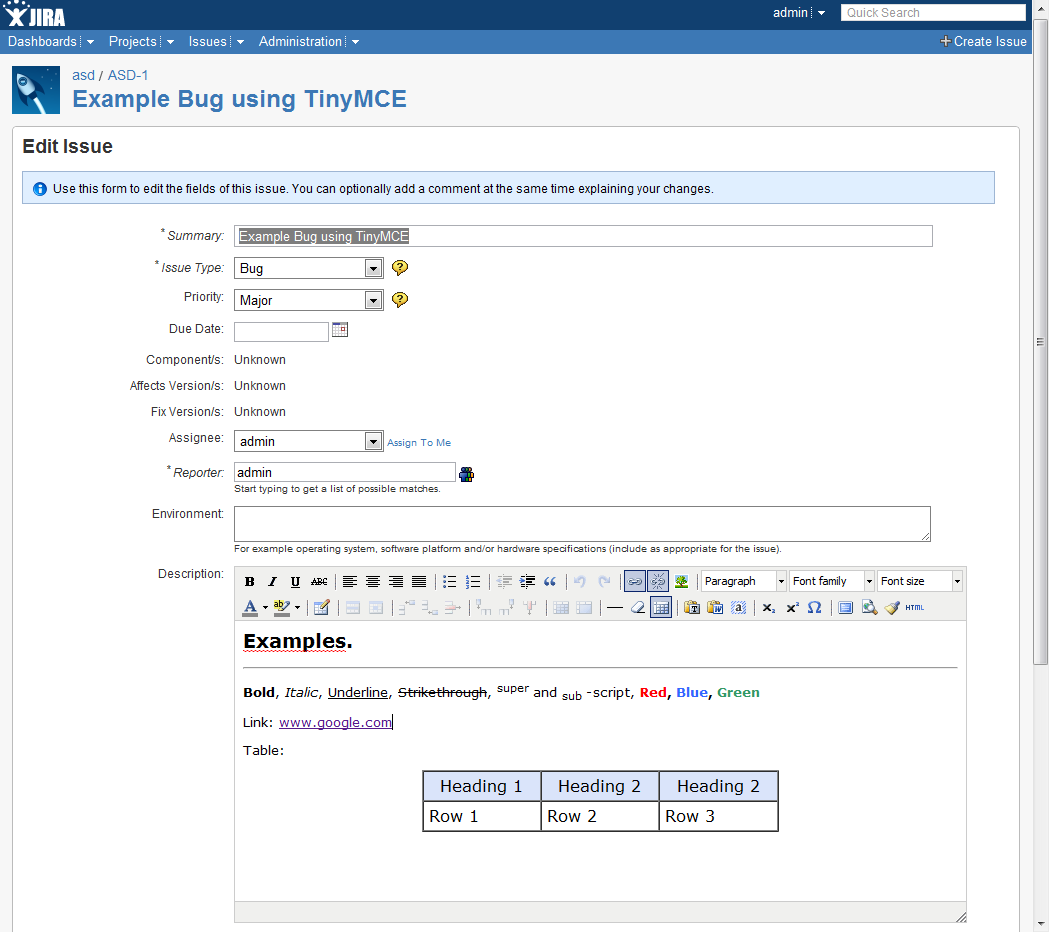 JIRA admin Quick Search
Dashboards Projects Issues Administration + Create Issue
asd / ASD-1
Example Bug using TinyMCE
Edit Issue
Use this form to edit the fields of this issue. You can optionally add a comment at the same time explaining your changes.
* Summary: Example Bug using TinyMCE
* Issue Type: Bug ?
Priority: Major ?
Due Date:
Component/s: Unknown
Affects Version/s: Unknown
Fix Version/s: Unknown
Assignee: admin Assign To Me
* Reporter: admin
Start typing to get a list of possible matches.
Environment:
For example operating system, software platform and/or hardware specifications (include as appropriate for the issue).
Description: B I U ABC Paragraph Font family Font size
A ab T W a x₂ x² Ω HTML
Examples.
Bold, Italic, Underline, Strikethrough, super and sub -script, Red, Blue, Green
Link: www.google.com
Table:
Heading 1 Heading 2 Heading 2
Row 1 Row 2 Row 3